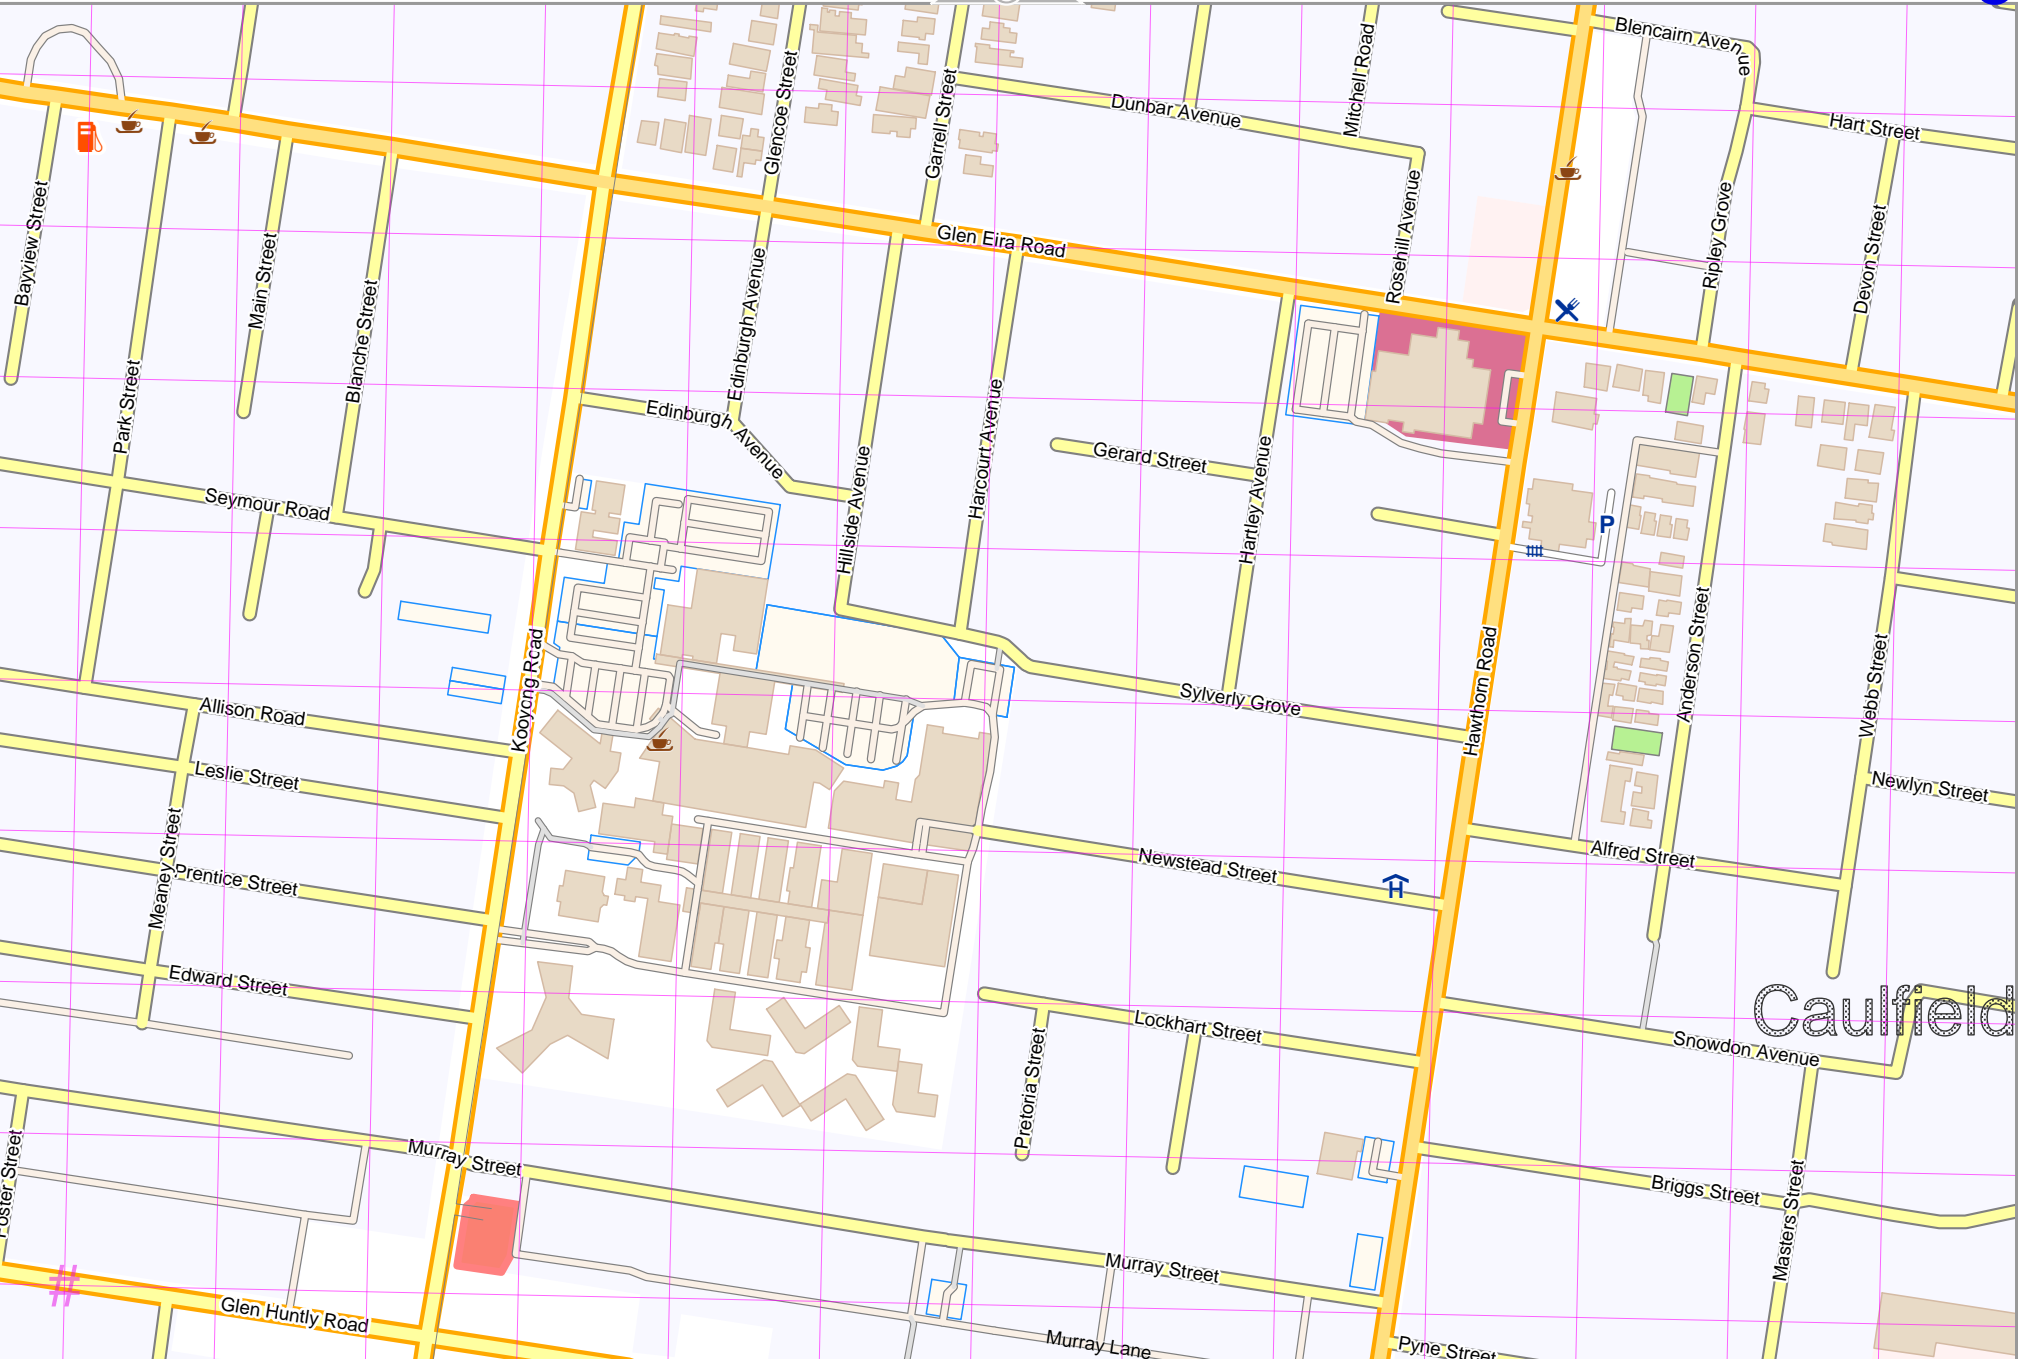 Blencairn Avenue
Mitchell Road
Glencoe Street
Garrell Street
Dunbar Avenue
Hart Street
Bayview Street
Main Street
Blanche Street
Park Street
Edinburgh Avenue
Glen Eira Road
Rosehill Avenue
Ripley Grove
Devon Street
Edinburgh Avenue
Harcourt Avenue
Gerard Street
Hartley Avenue
Hillside Avenue
Seymour Road
P
Anderson Street
Webb Street
Kooyong Road
Allison Road
Sylverly Grove
Hawthorn Road
Leslie Street
Newlyn Street
Meaney Street
Prentice Street
Newstead Street
H
Alfred Street
Edward Street
Caulfield
Lockhart Street
Pretoria Street
Snowdon Avenue
Murray Street
Foster Street
Briggs Street
Masters Street
Murray Street
#
Glen Huntly Road
Murray Lane
Pyne Street